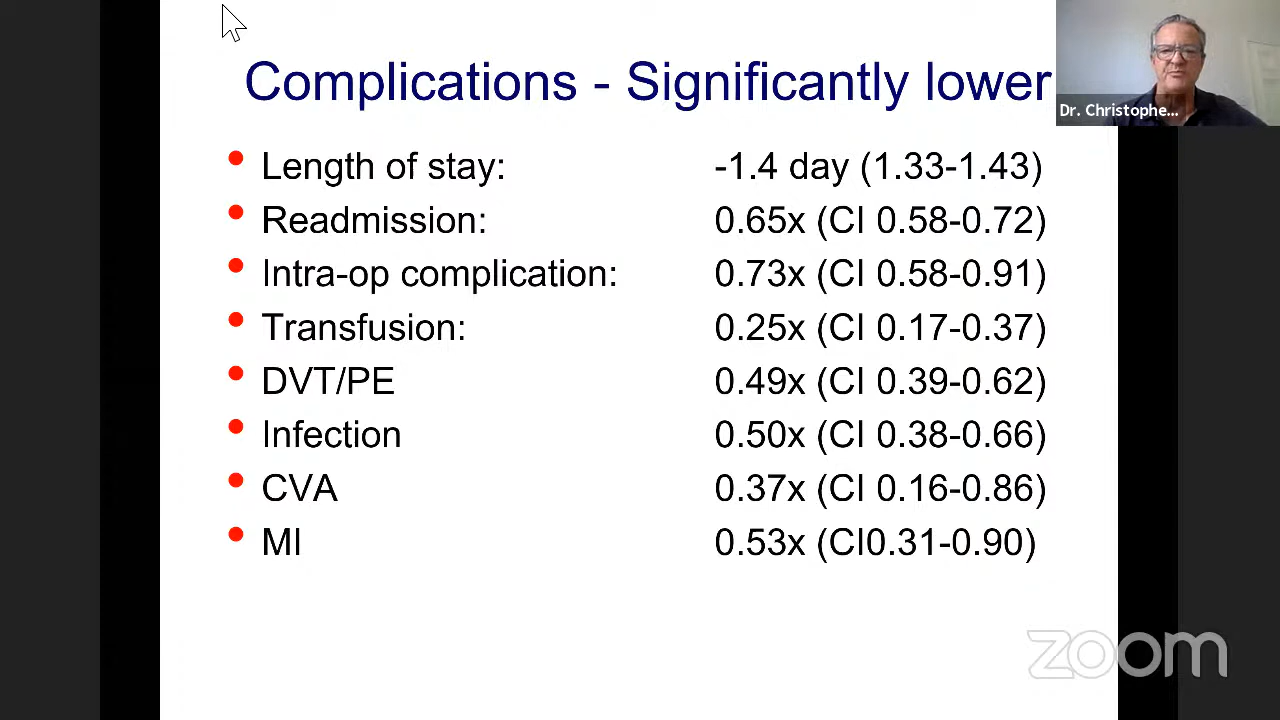 Complications - Significantly lower
Dr. Christophe...
Length of stay: -1.4 day (1.33-1.43)
Readmission: 0.65x (CI 0.58-0.72)
Intra-op complication: 0.73x (CI 0.58-0.91)
Transfusion: 0.25x (CI 0.17-0.37)
DVT/PE 0.49x (CI 0.39-0.62)
Infection 0.50x (CI 0.38-0.66)
CVA 0.37x (CI 0.16-0.86)
MI 0.53x (CI0.31-0.90)
zoom